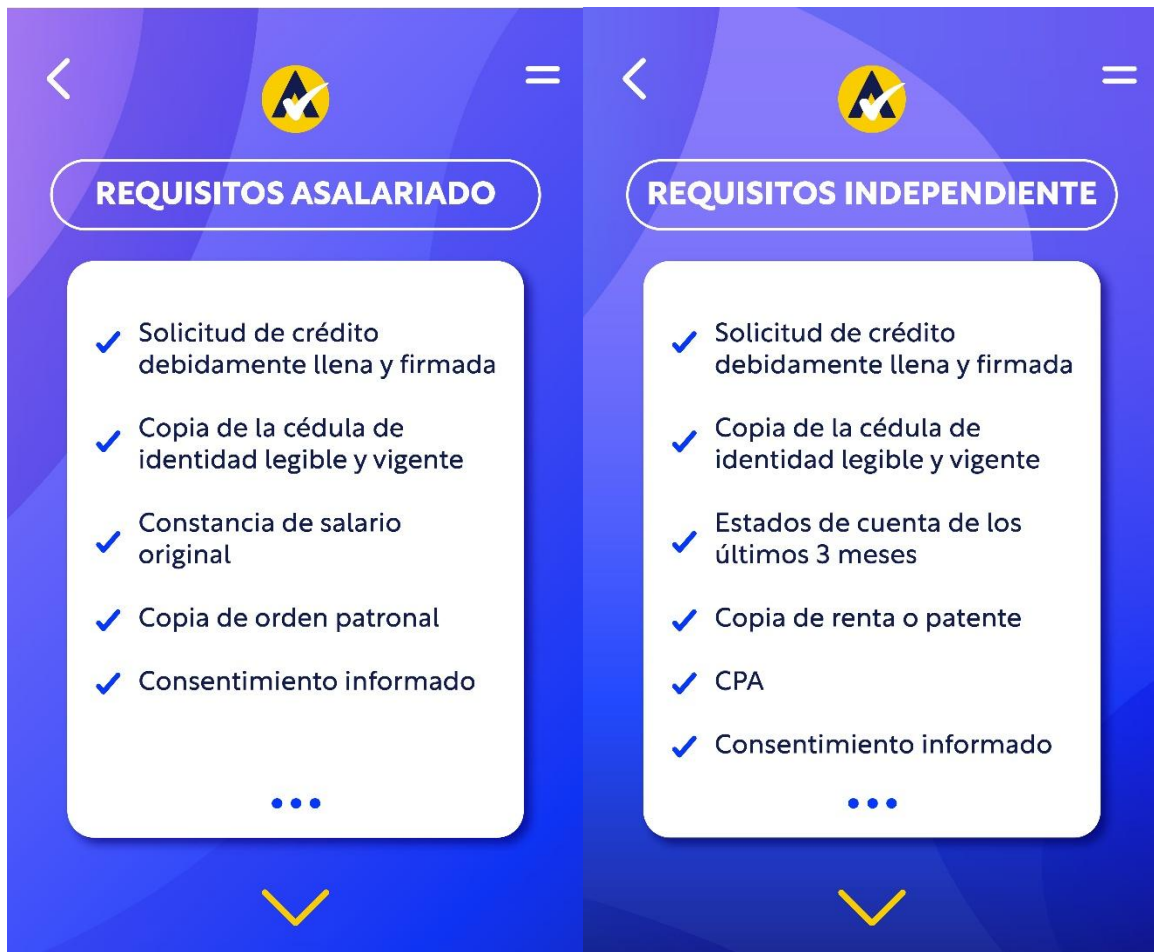 REQUISITOS ASALARIADO
Solicitud de crédito
debidamente llena y firmada
Copia de la cédula de
identidad legible y vigente
Constancia de salario
original
Copia de orden patronal
Consentimiento informado
REQUISITOS INDEPENDIENTE
Solicitud de crédito
debidamente llena y firmada
Copia de la cédula de
identidad legible y vigente
Estados de cuenta de los
últimos 3 meses
Copia de renta o patente
CPA
Consentimiento informado